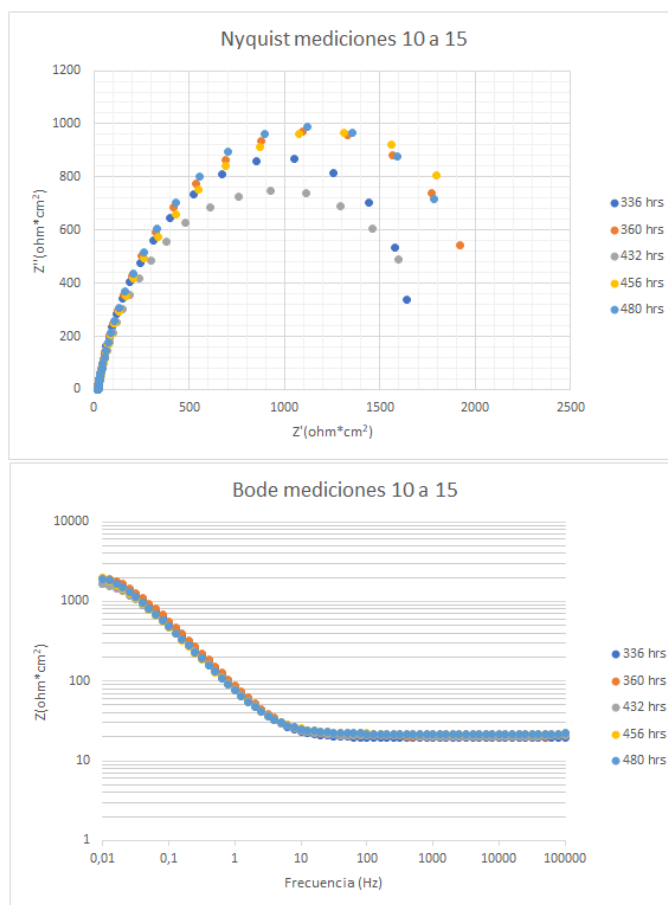 Nyquist mediciones 10 a 15
1200
1000
800
600
400
200
0
0 500 1000 1500 2000 2500
Z''(ohm*cm²)
Z'(ohm*cm²)
336 hrs
360 hrs
432 hrs
456 hrs
480 hrs
Bode mediciones 10 a 15
10000
1000
100
10
1
0,01 0,1 1 10 100 1000 10000 100000
Z(ohm*cm²)
Frecuencia (Hz)
336 hrs
360 hrs
432 hrs
456 hrs
480 hrs